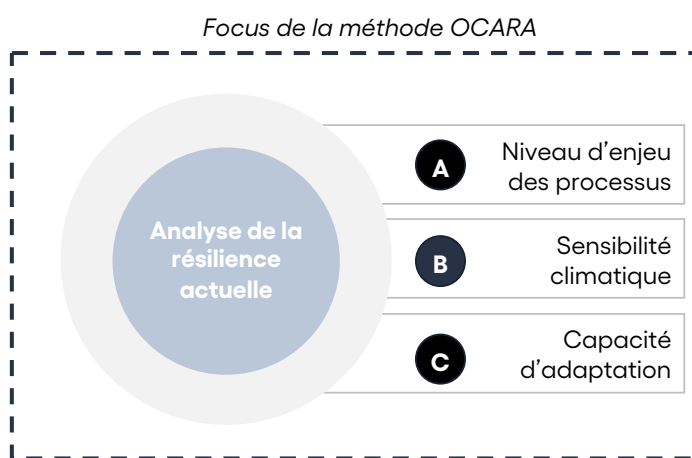 Focus de la méthode OCARA
Analyse de la
résilience
actuelle
A
Niveau d'enjeu
des processus
B
Sensibilité
climatique
C
Capacité
d'adaptation